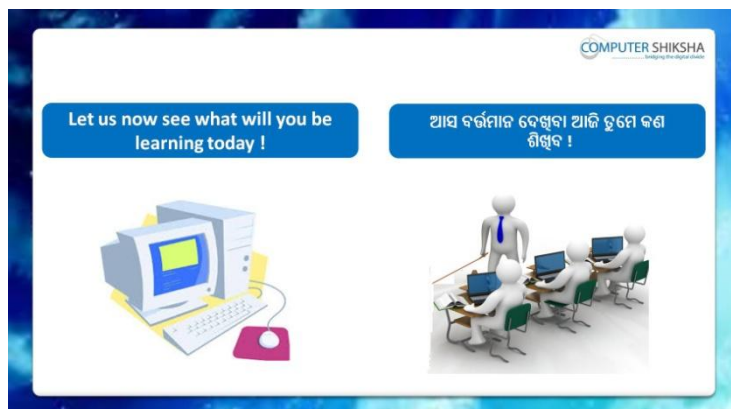 COMPUTER SHIKSHA
bridging the digital divide
Let us now see what will you be
learning today !
ଆସ ବର୍ତ୍ତମାନ ଦେଖିବା ଆଜି ତୁମେ କଣ
ଶିଖିବ !